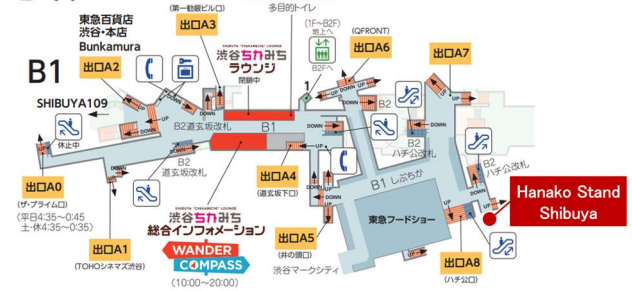 (第一勧銀ビル口)
多目的トイレ
東急百貨店
渋谷・本店
Bunkamura
出口A3
SHIBUYA "CHIKAMICHI" LOUNGE
渋谷ちかみち
ラウンジ
閉鎖中
(1F〜B2F)
地上へ
B2Fへ
(QFRONT)
出口A6
出口A7
B1
出口A2
SHIBUYA109
休止中
UP
DOWN
B2道玄坂改札
B1
1
UP
DOWN
B2
B2
ハチ公改札
B2
ハチ公改札
B2
道玄坂改札
出口A0
(ザ・プライム口)
(平日4:35〜0:45
土・休4:35〜0:35)
出口A1
(TOHOシネマズ渋谷)
出口A4
(道玄坂下口)
B1 しぶちか
Hanako Stand
Shibuya
SHIBUYA "CHIKAMICHI" LOUNGE
渋谷ちかみち
総合インフォメーション
WANDER
COMPASS
(10:00〜20:00)
出口A5
(井の頭口)
渋谷マークシティ
東急フードショー
出口A8
(ハチ公口)